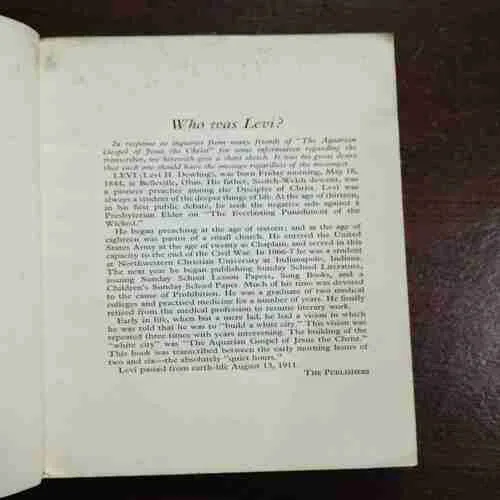 Who was Levi?
In response to inquiries from many friends of "The Aquarian
Gospel of Jesus the Christ" for some information regarding the
transcriber, we herewith give a short sketch. It was his great desire
that each one should have the message regardless of the messenger.
LEVI (Levi H. Dowling), was born Friday morning, May 18,
1844, at Belleville, Ohio. His father, Scotch-Welch descent, was
a pioneer preacher among the Disciples of Christ. Levi was
always a student of the deeper things of life. At the age of thirteen,
in his first public debate, he took the negative side against a
Presbyterian Elder on "The Everlasting Punishment of the
Wicked."
He began preaching at the age of sixteen; and at the age of
eighteen was pastor of a small church. He entered the United
States Army at the age of twenty as Chaplain, and served in this
capacity to the end of the Civil War. In 1866-7 he was a student
at Northwestern Christian University at Indianapolis, Indiana.
The next year he began publishing Sunday School Literature,
issuing Sunday School Lesson Papers, Song Books, and a
Children's Sunday School Paper. Much of his time was devoted
to the cause of Prohibition. He was a graduate of two medical
colleges and practised medicine for a number of years. He finally
retired from the medical profession to resume literary work.
Early in life, when but a mere lad, he had a vision in which
he was told that he was to "build a white city." This vision was
repeated three times with years intervening. The building of the
"white city" was "The Aquarian Gospel of Jesus the Christ."
This book was transcribed between the early morning hours of
two and six—the absolutely "quiet hours."
Levi passed from earth-life August 13, 1911.
THE PUBLISHERS